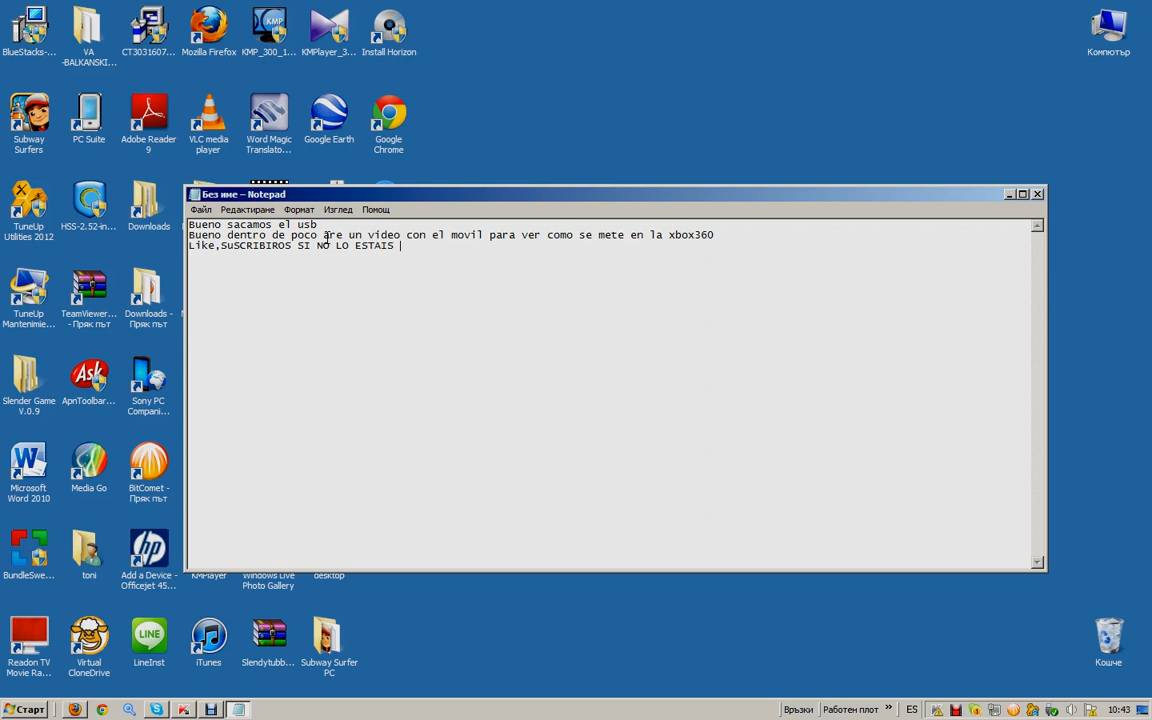 BlueStacks-...
VA -BALKANSKI...
CT3031607...
Mozilla Firefox
KMP
KMP_300_1...
KMPlayer_3...
Install Horizon
Компютър
Subway Surfers
PC Suite
Adobe Reader 9
VLC media player
Word Magic Translato...
Google Earth
Google Chrome
TuneUp Utilities 2012
HSS-2.52-in...
Downloads
Без име – Notepad
Файл Редактиране Формат Изглед Помощ
Bueno sacamos el usb
Bueno dentro de poco are un video con el movil para ver como se mete en la xbox360
Like,SuSCRIBIROS SI NO LO ESTAIS
TuneUp Mantenimie...
TeamViewer... - Пряк път
Downloads - Пряк път
Slender Game V.0.9
Ask
ApnToolbar...
Sony PC Compani...
Microsoft Word 2010
Media Go
BitComet - Пряк път
BundleSwe...
toni
hp
Add a Device - Officejet 45...
KMPlayer
Windows Live Photo Gallery
desktop
Readon TV Movie Ra...
Virtual CloneDrive
LINE
LineInst
iTunes
Slendytubb...
Subway Surfer PC
Кошче
Старт
Връзки
Работен плот »
ES
10:43